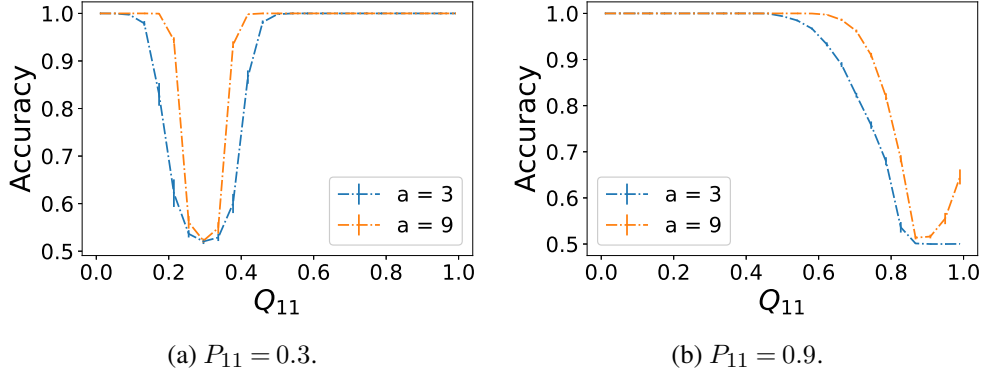 Accuracy
1.0
0.9
0.8
0.7
0.6
0.5
a = 3
a = 9
0.0 0.2 0.4 0.6 0.8 1.0
Q11
(a) P11 = 0.3.
Accuracy
1.0
0.9
0.8
0.7
0.6
0.5
a = 3
a = 9
0.0 0.2 0.4 0.6 0.8 1.0
Q11
(b) P11 = 0.9.